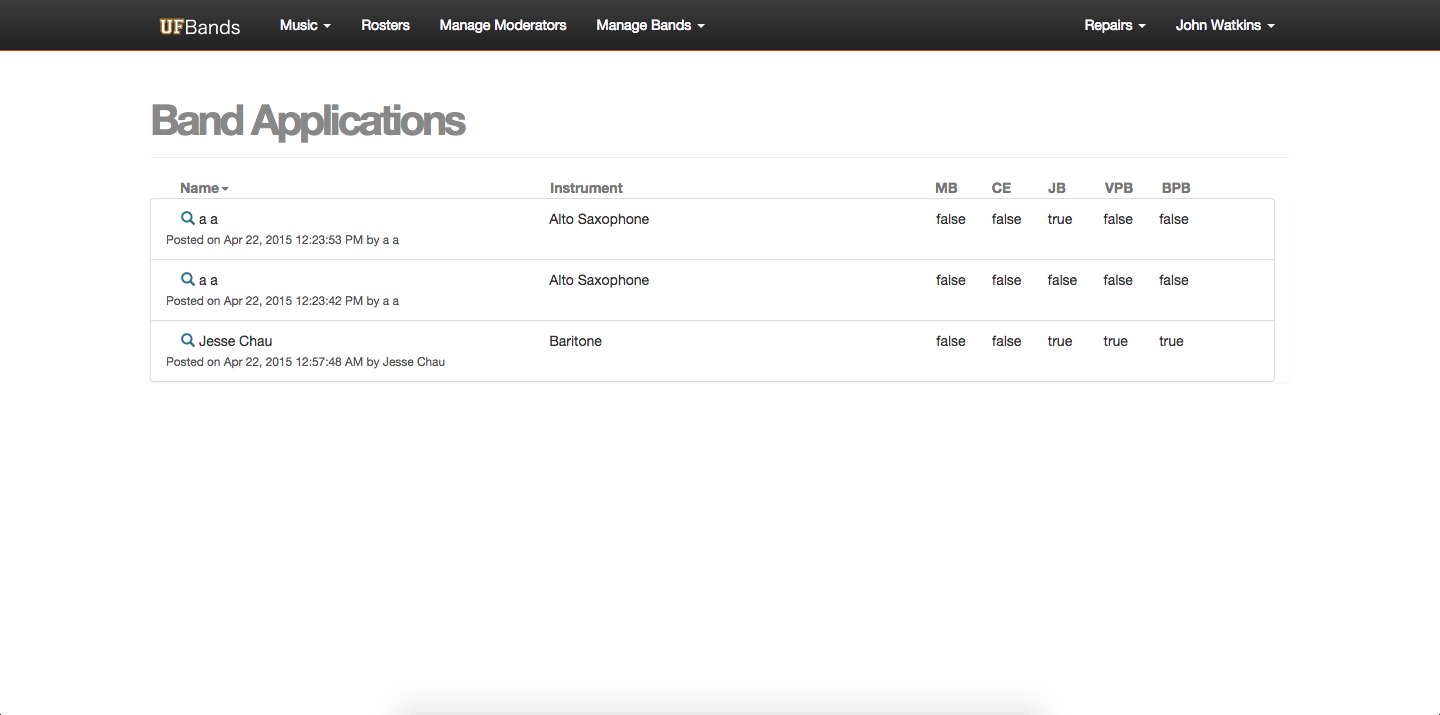 UFBands Music Rosters Manage Moderators Manage Bands Repairs John Watkins
Band Applications
Name Instrument MB CE JB VPB BPB
a a Alto Saxophone false false true false false
Posted on Apr 22, 2015 12:23:53 PM by a a
a a Alto Saxophone false false false false false
Posted on Apr 22, 2015 12:23:42 PM by a a
Jesse Chau Baritone false false true true true
Posted on Apr 22, 2015 12:57:48 AM by Jesse Chau